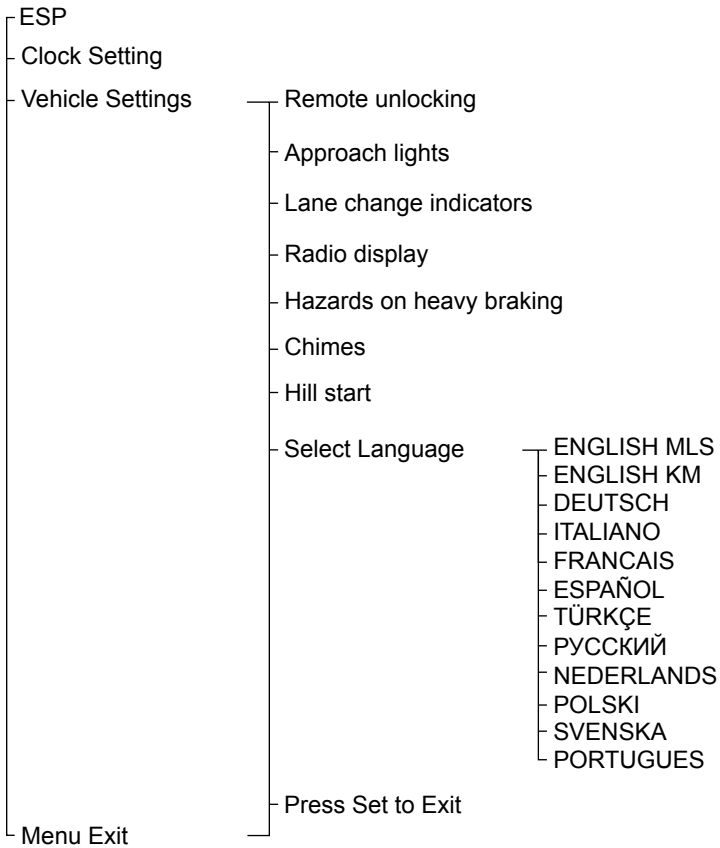 ESP
Clock Setting
Vehicle Settings
Remote unlocking
Approach lights
Lane change indicators
Radio display
Hazards on heavy braking
Chimes
Hill start
Select Language
ENGLISH MLS
ENGLISH KM
DEUTSCH
ITALIANO
FRANCAIS
ESPAÑOL
TÜRKÇE
РУССКИЙ
NEDERLANDS
POLSKI
SVENSKA
PORTUGUES
Press Set to Exit
Menu Exit